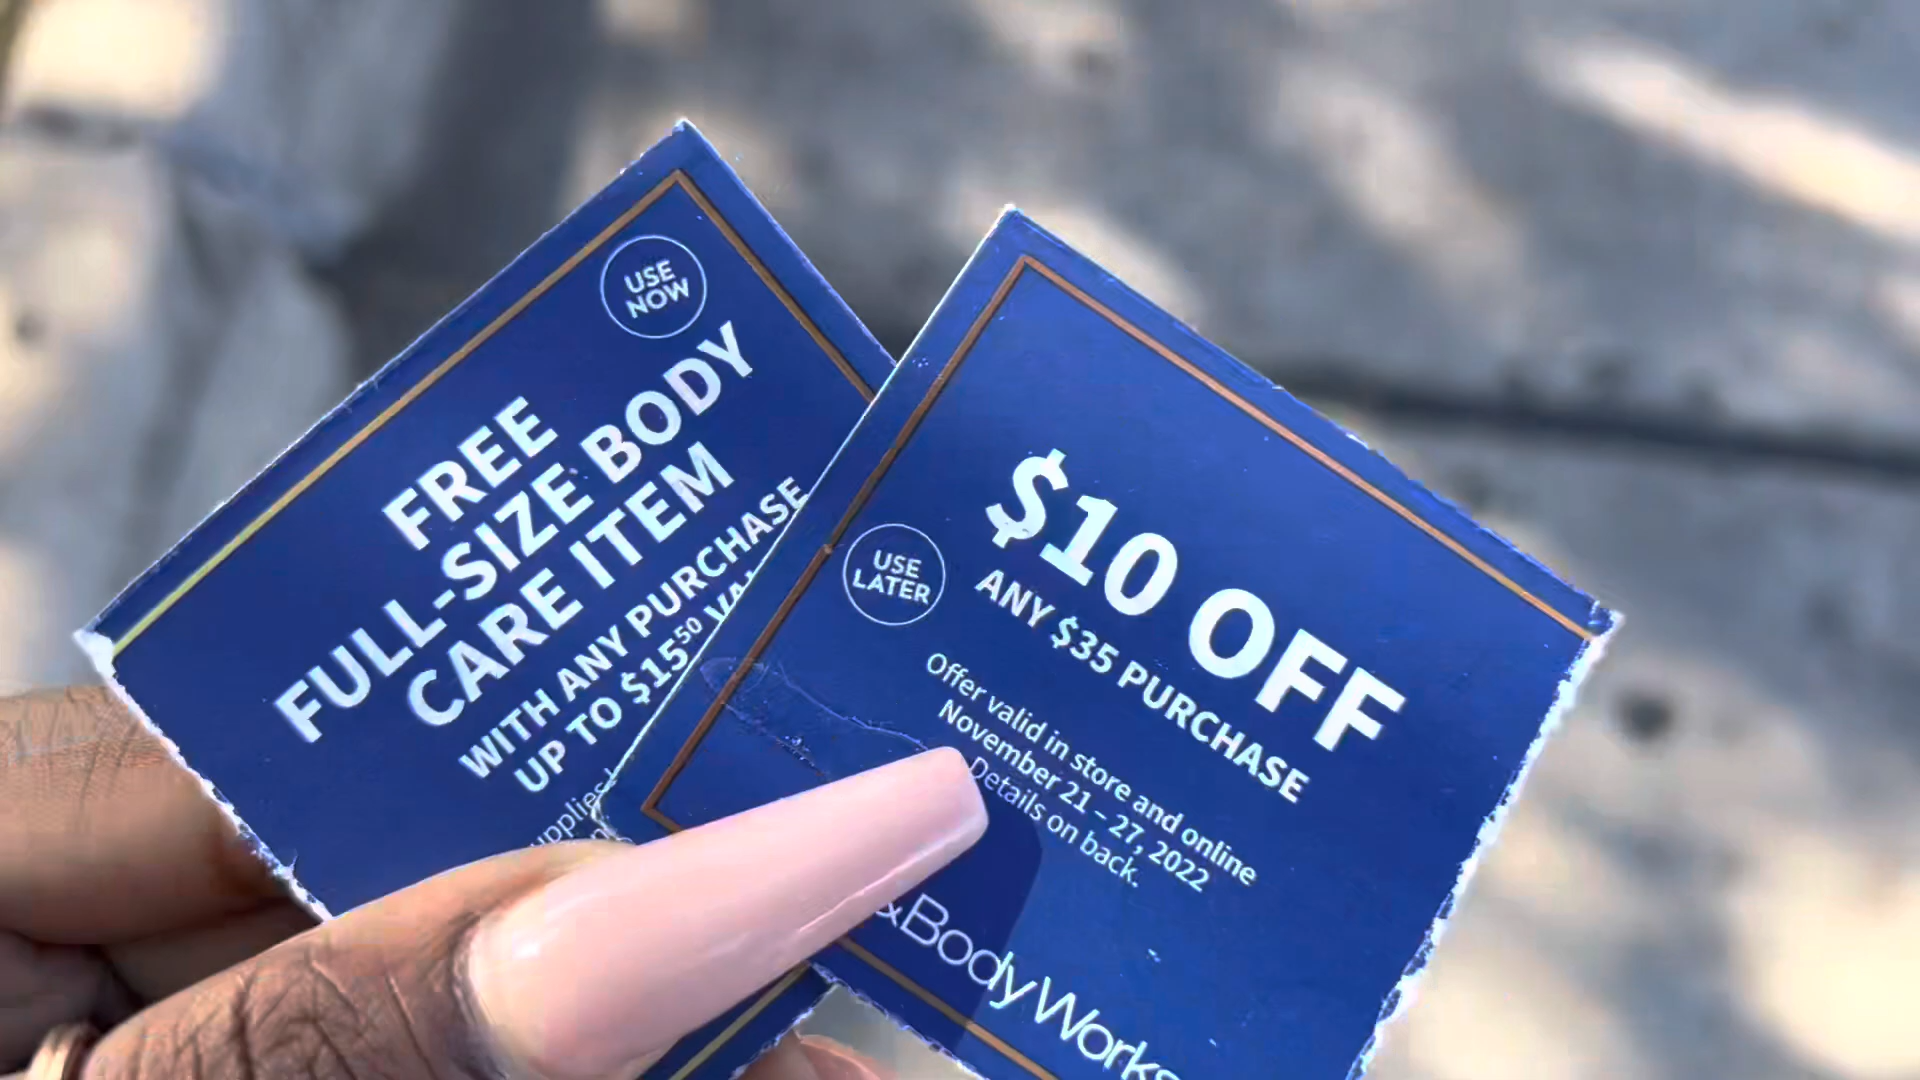 USE
NOW
FREE
FULL-SIZE BODY
CARE ITEM
WITH ANY PURCHASE
UP TO $15⁵⁰
$10 OFF
ANY $35 PURCHASE
USE
LATER
Offer valid in store and online
November 21 – 27, 2022
Details on back.
&BodyWorks